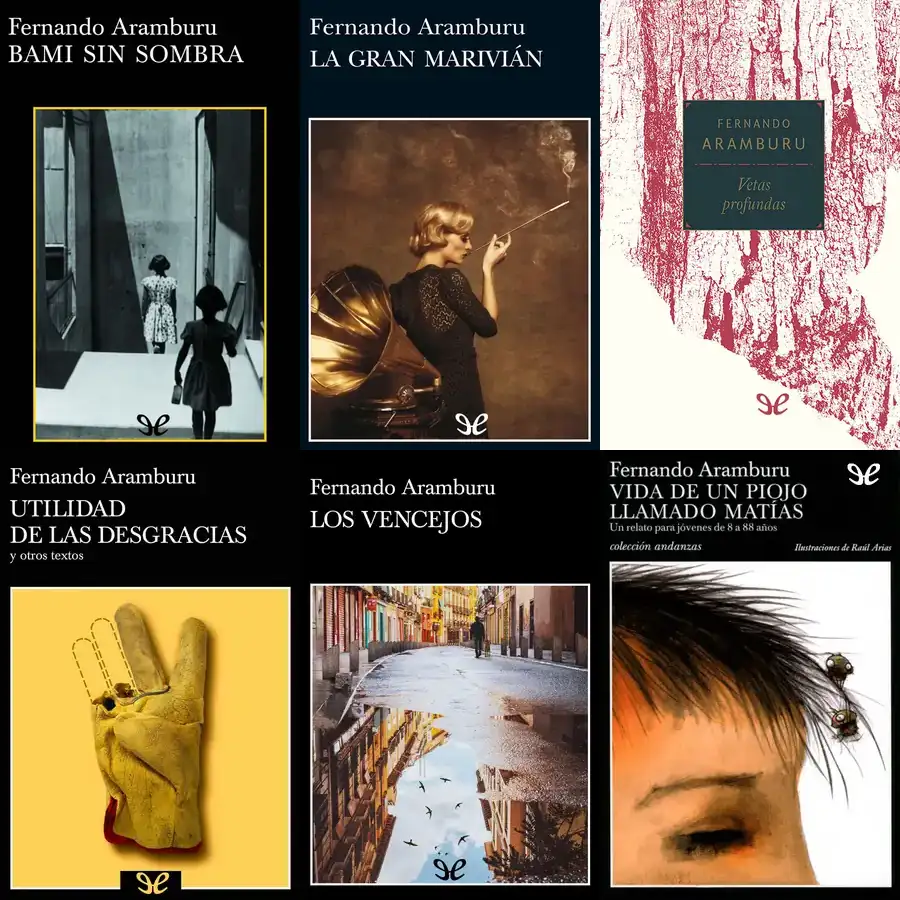 Fernando Aramburu
BAMI SIN SOMBRA
Fernando Aramburu
LA GRAN MARIVIÁN
FERNANDO
ARAMBURU
Vetas
profundas
Fernando Aramburu
UTILIDAD
DE LAS DESGRACIAS
y otros textos
Fernando Aramburu
LOS VENCEJOS
Fernando Aramburu
VIDA DE UN PIOJO
LLAMADO MATÍAS
Un relato para jóvenes de 8 a 88 años
colección andanzas
Ilustraciones de Raúl Arias